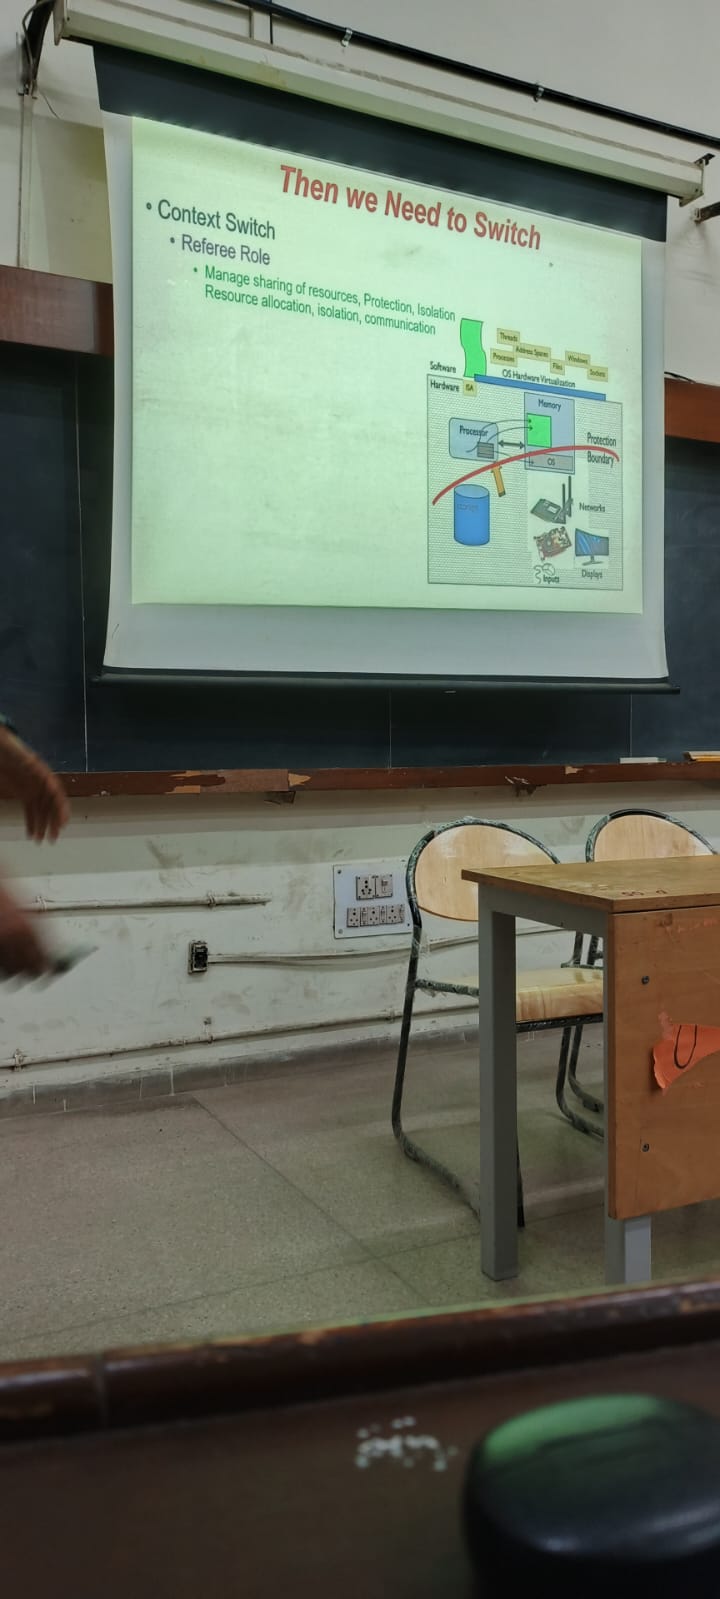 Then we Need to Switch
• Context Switch
• Referee Role
• Manage sharing of resources, Protection, Isolation
Resource allocation, isolation, communication
Threads
Address Spaces
Windows
Processes
Files
Sockets
Software
OS Hardware Virtualization
Hardware
ISA
Memory
Processor
Protection
Boundary
OS
Networks
Inputs
Displays